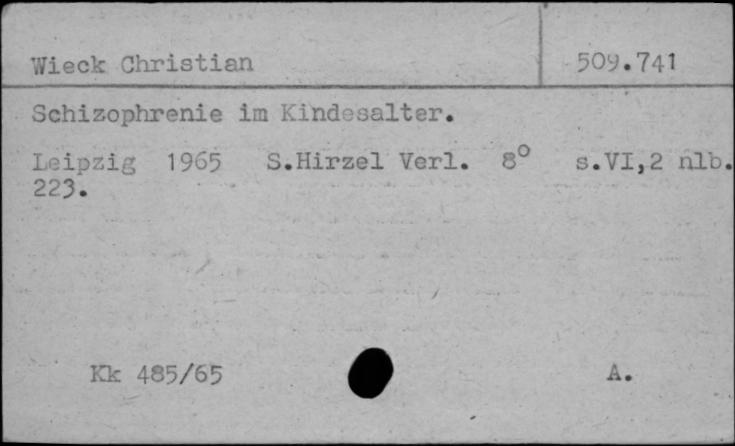 Wieck Christian 509.741
Schizophrenie im Kindesalter.
Leipzig 1965 S.Hirzel Verl. 8° s.VI,2 nlb.
223.
Kk 485/65 A.